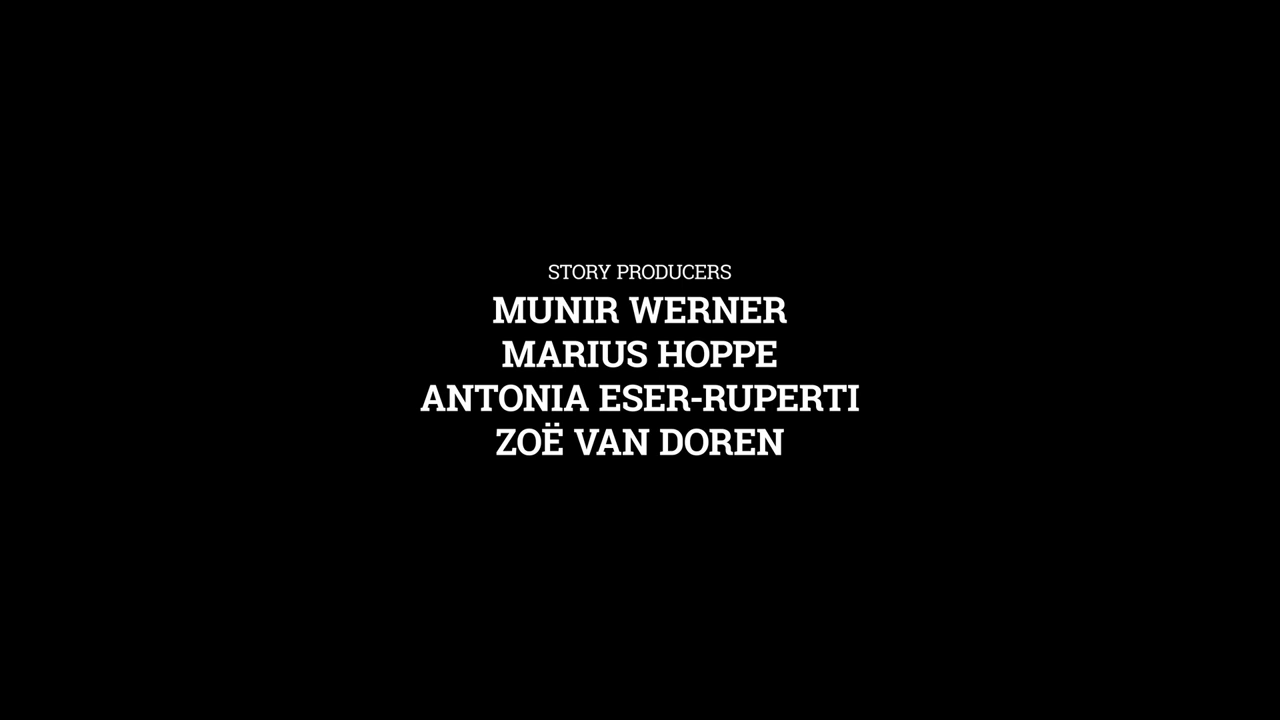 STORY PRODUCERS
MUNIR WERNER
MARIUS HOPPE
ANTONIA ESER-RUPERTI
ZOË VAN DOREN